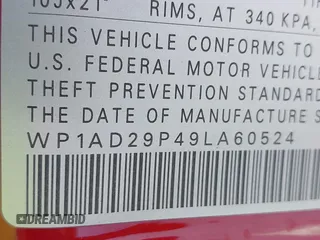 10Jx21" RIMS, AT 340 KPA,
THIS VEHICLE CONFORMS TO
U.S. FEDERAL MOTOR VEHICLE
THEFT PREVENTION STANDARD
THE DATE OF MANUFACTURE S
WP1AD29P49LA60524
DREAMBID